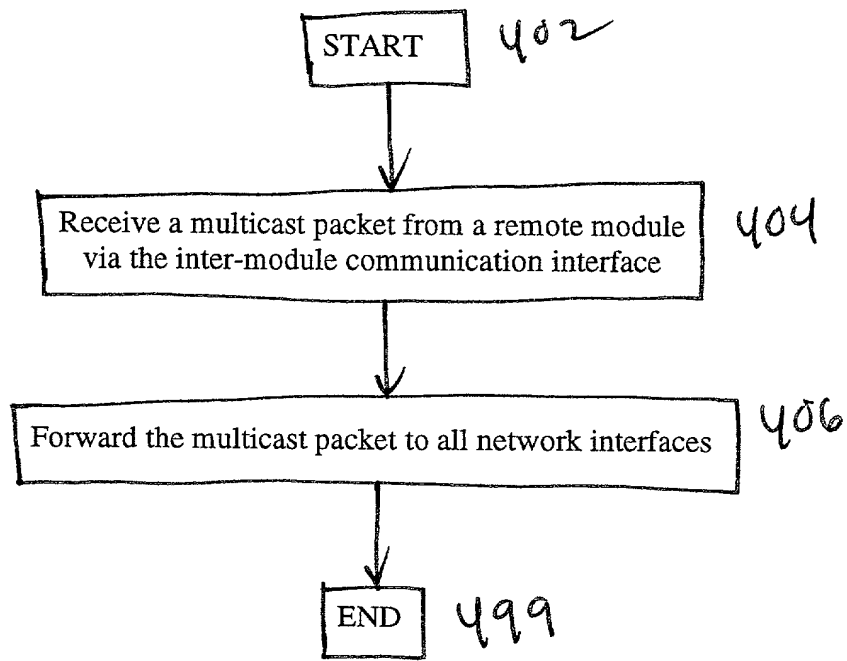 START 402
Receive a multicast packet from a remote module 404
via the inter-module communication interface
Forward the multicast packet to all network interfaces 406
END 499